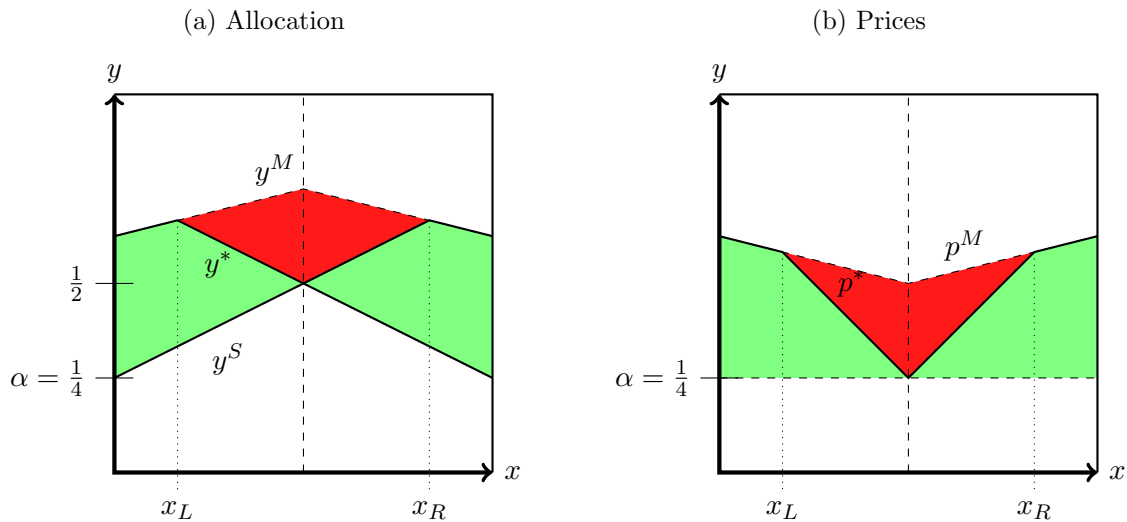 (a) Allocation
y
y^M
y^*
1/2
y^S
α = 1/4
x
x_L
x_R
(b) Prices
y
p^M
p^*
α = 1/4
x
x_L
x_R